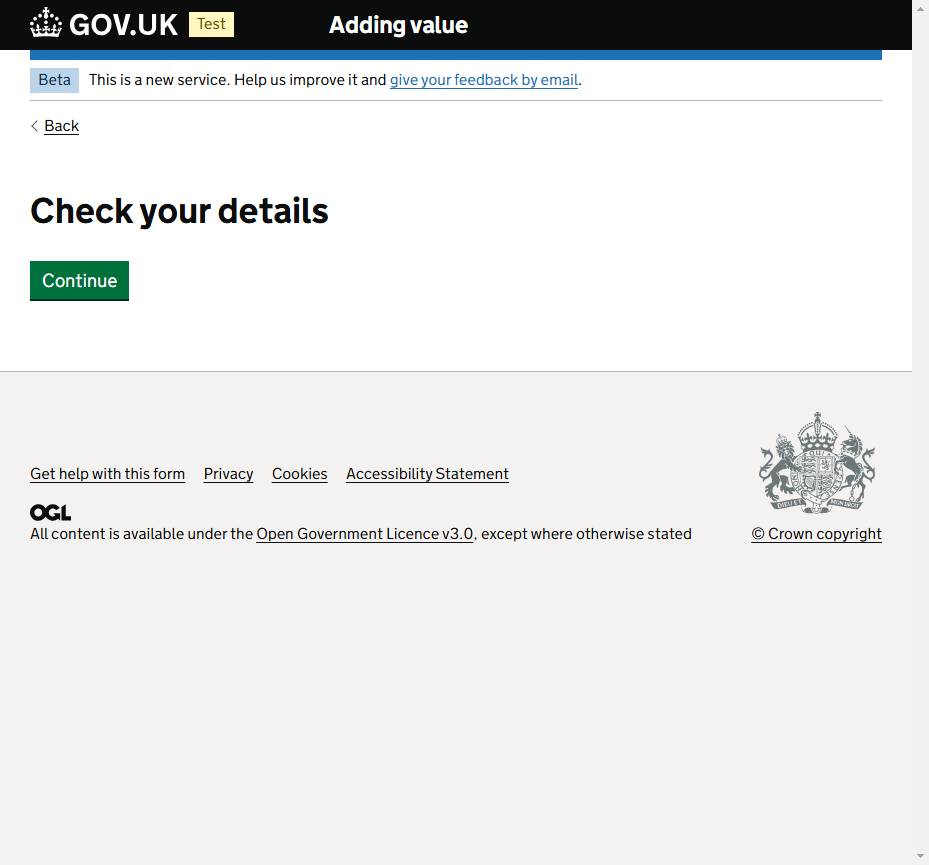 GOV.UK Test Adding value
Beta This is a new service. Help us improve it and give your feedback by email.
Back
Check your details
Continue
Get help with this form Privacy Cookies Accessibility Statement
OGL
All content is available under the Open Government Licence v3.0, except where otherwise stated
© Crown copyright